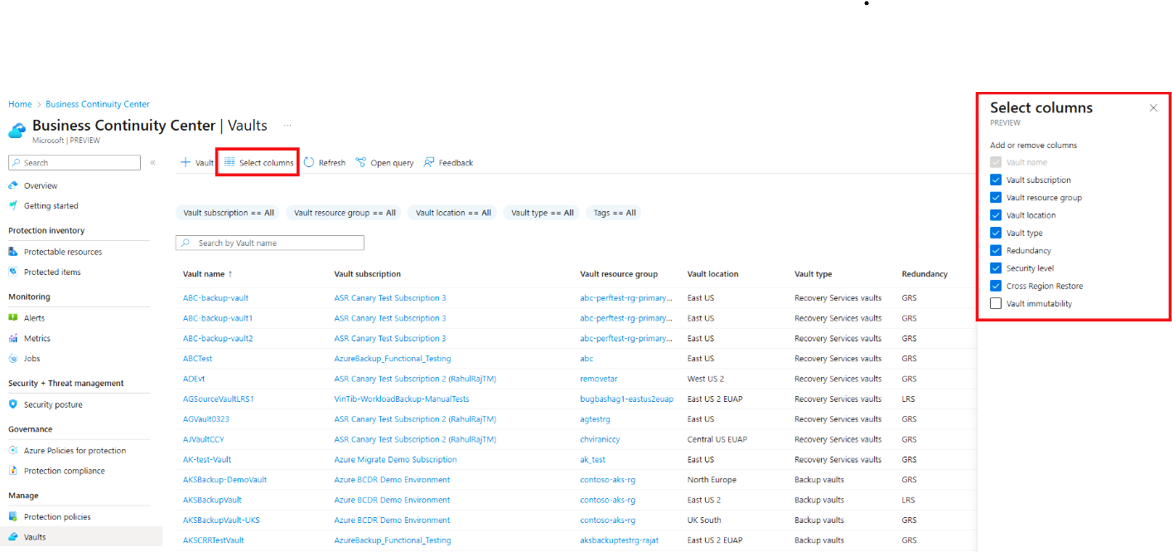 Home > Business Continuity Center
Business Continuity Center | Vaults ...
Microsoft | PREVIEW
Search «
Overview
Getting started
Protection inventory
Protectable resources
Protected items
Monitoring
Alerts
Metrics
Jobs
Security + Threat management
Security posture
Governance
Azure Policies for protection
Protection compliance
Manage
Protection policies
Vaults
+ Vault Select columns Refresh Open query Feedback
Vault subscription == All Vault resource group == All Vault location == All Vault type == All Tags == All
Search by Vault name
Vault name ↑ Vault subscription Vault resource group Vault location Vault type Redundancy
ABC-backup-vault ASR Canary Test Subscription 3 abc-perftest-rg-primary... East US Recovery Services vaults GRS
ABC-backup-vault1 ASR Canary Test Subscription 3 abc-perftest-rg-primary... East US Recovery Services vaults GRS
ABC-backup-vault2 ASR Canary Test Subscription 3 abc-perftest-rg-primary... East US Recovery Services vaults GRS
ABCTest AzureBackup_Functional_Testing abc East US Recovery Services vaults GRS
ADEvt ASR Canary Test Subscription 2 (RahulRajTM) removetar West US 2 Recovery Services vaults GRS
AGSourceVaultLRS1 VinTib-WorkloadBackup-ManualTests bugbashag1-eastus2euap East US 2 EUAP Recovery Services vaults LRS
AGVault0323 ASR Canary Test Subscription 2 (RahulRajTM) agtestrg East US Recovery Services vaults GRS
AJVaultCCY ASR Canary Test Subscription 2 (RahulRajTM) chviraniccy Central US EUAP Recovery Services vaults GRS
AK-test-Vault Azure Migrate Demo Subscription ak_test East US Recovery Services vaults GRS
AKSBackup-DemoVault Azure BCDR Demo Environment contoso-aks-rg North Europe Backup vaults GRS
AKSBackupVault Azure BCDR Demo Environment contoso-aks-rg East US 2 Backup vaults LRS
AKSBackupVault-UKS Azure BCDR Demo Environment contoso-aks-rg UK South Backup vaults GRS
AKSCRRTestVault AzureBackup_Functional_Testing aksbackuptestrg-rajat East US 2 EUAP Backup vaults GRS
Select columns ×
PREVIEW
Add or remove columns
Vault name
Vault subscription
Vault resource group
Vault location
Vault type
Redundancy
Security level
Cross Region Restore
Vault immutability